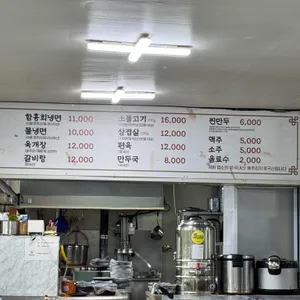 함흥회냉면 11,000
물냉면 10,000
육개장 12,000
갈비탕 12,000
소불고기 16,000
삼겹살 12,000
편육 12,000
만두국 8,000
찐만두 6,000
맥주 5,000
소주 5,000
음료수 2,000